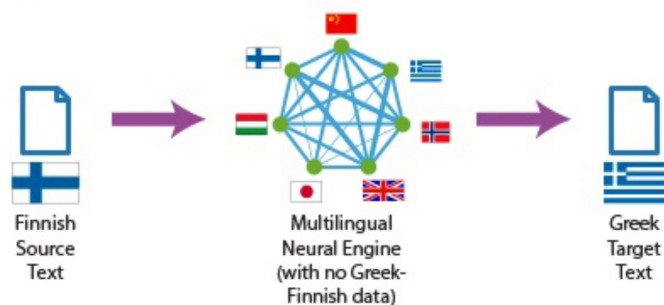 Finnish
Source
Text
Multilingual
Neural Engine
(with no Greek-
Finnish data)
Greek
Target
Text